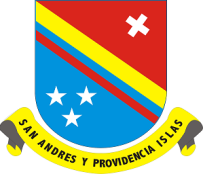 SAN ANDRES Y PROVIDENCIA ISLAS